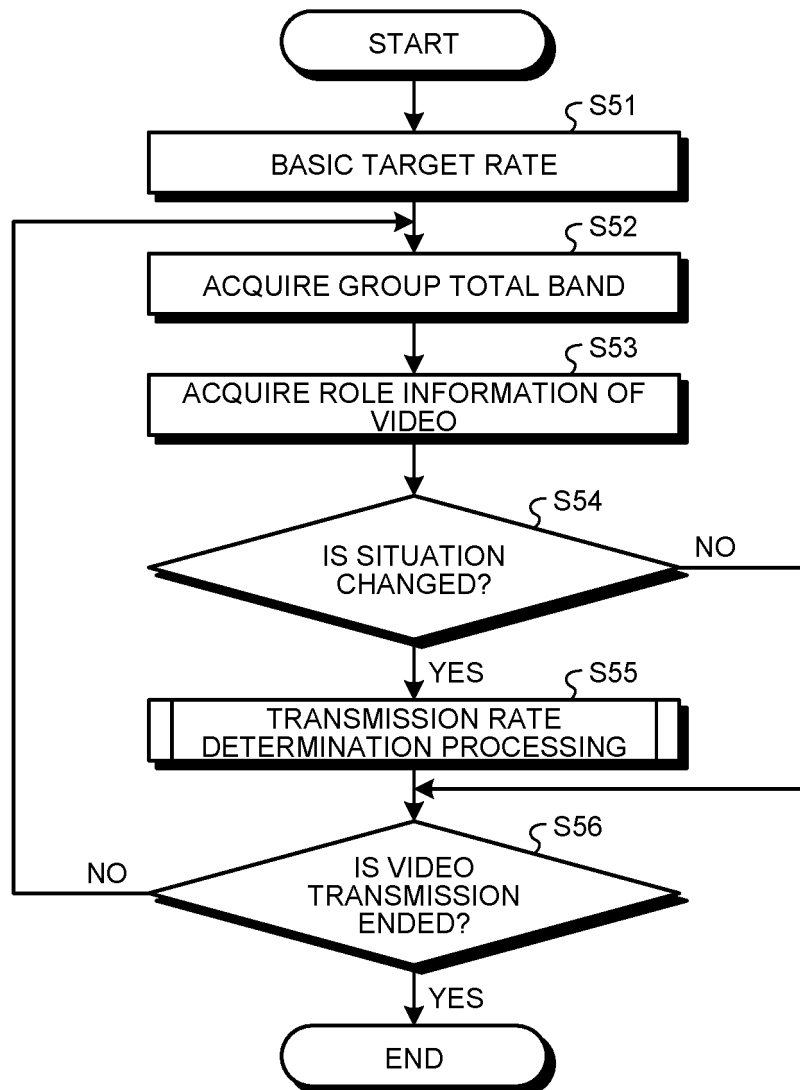 START
S51
BASIC TARGET RATE
S52
ACQUIRE GROUP TOTAL BAND
S53
ACQUIRE ROLE INFORMATION OF
VIDEO
S54
IS SITUATION
CHANGED?
NO
YES
S55
TRANSMISSION RATE
DETERMINATION PROCESSING
S56
IS VIDEO
TRANSMISSION
ENDED?
NO
YES
END